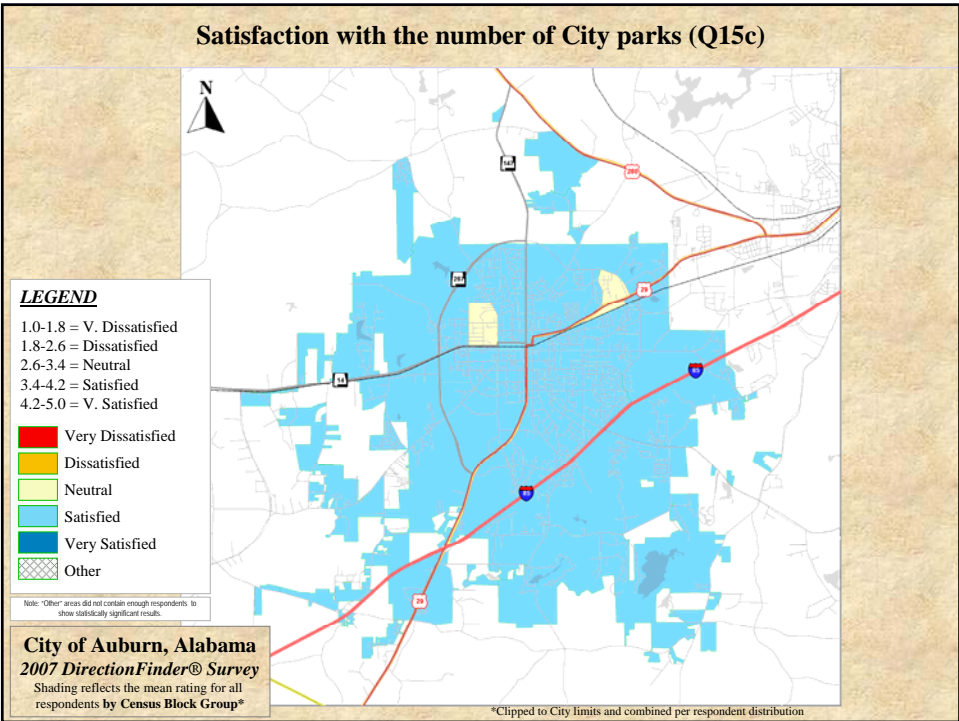 Satisfaction with the number of City parks (Q15c)
N
147
280
267
29
14
85
85
29
LEGEND
1.0-1.8 = V. Dissatisfied
1.8-2.6 = Dissatisfied
2.6-3.4 = Neutral
3.4-4.2 = Satisfied
4.2-5.0 = V. Satisfied
Very Dissatisfied
Dissatisfied
Neutral
Satisfied
Very Satisfied
Other
Note: "Other" areas did not contain enough respondents to
show statistically significant results.
City of Auburn, Alabama
2007 DirectionFinder® Survey
Shading reflects the mean rating for all
respondents by Census Block Group*
*Clipped to City limits and combined per respondent distribution